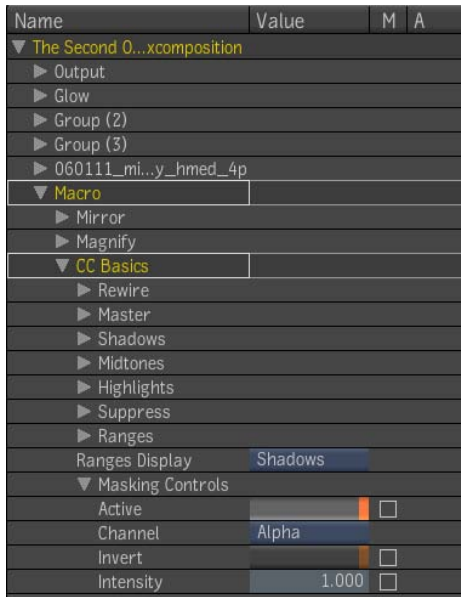 Name Value M A
The Second O...xcomposition
Output
Glow
Group (2)
Group (3)
060111_mi...y_hmed_4p
Macro
Mirror
Magnify
CC Basics
Rewire
Master
Shadows
Midtones
Highlights
Suppress
Ranges
Ranges Display Shadows
Masking Controls
Active
Channel Alpha
Invert
Intensity 1.000